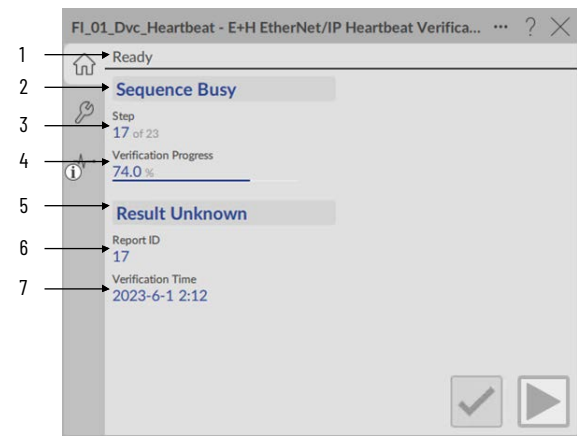 FI_01_Dvc_Heartbeat - E+H EtherNet/IP Heartbeat Verifica... ··· ?
1 Ready
2 Sequence Busy
Step
3 17 of 23
Verification Progress
4 74.0 %
5 Result Unknown
Report ID
6 17
Verification Time
7 2023-6-1 2:12